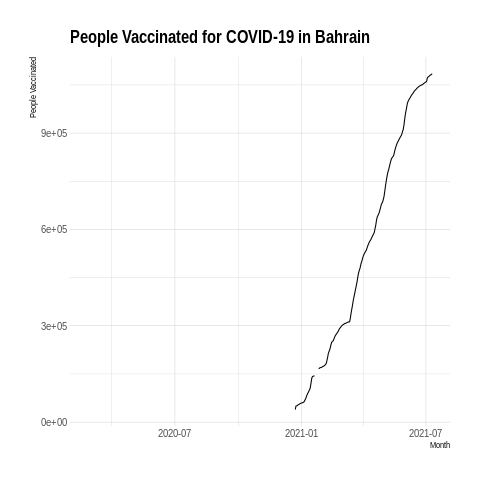 People Vaccinated for COVID-19 in Bahrain
People Vaccinated
9e+05
6e+05
3e+05
0e+00
2020-07
2021-01
2021-07
Month